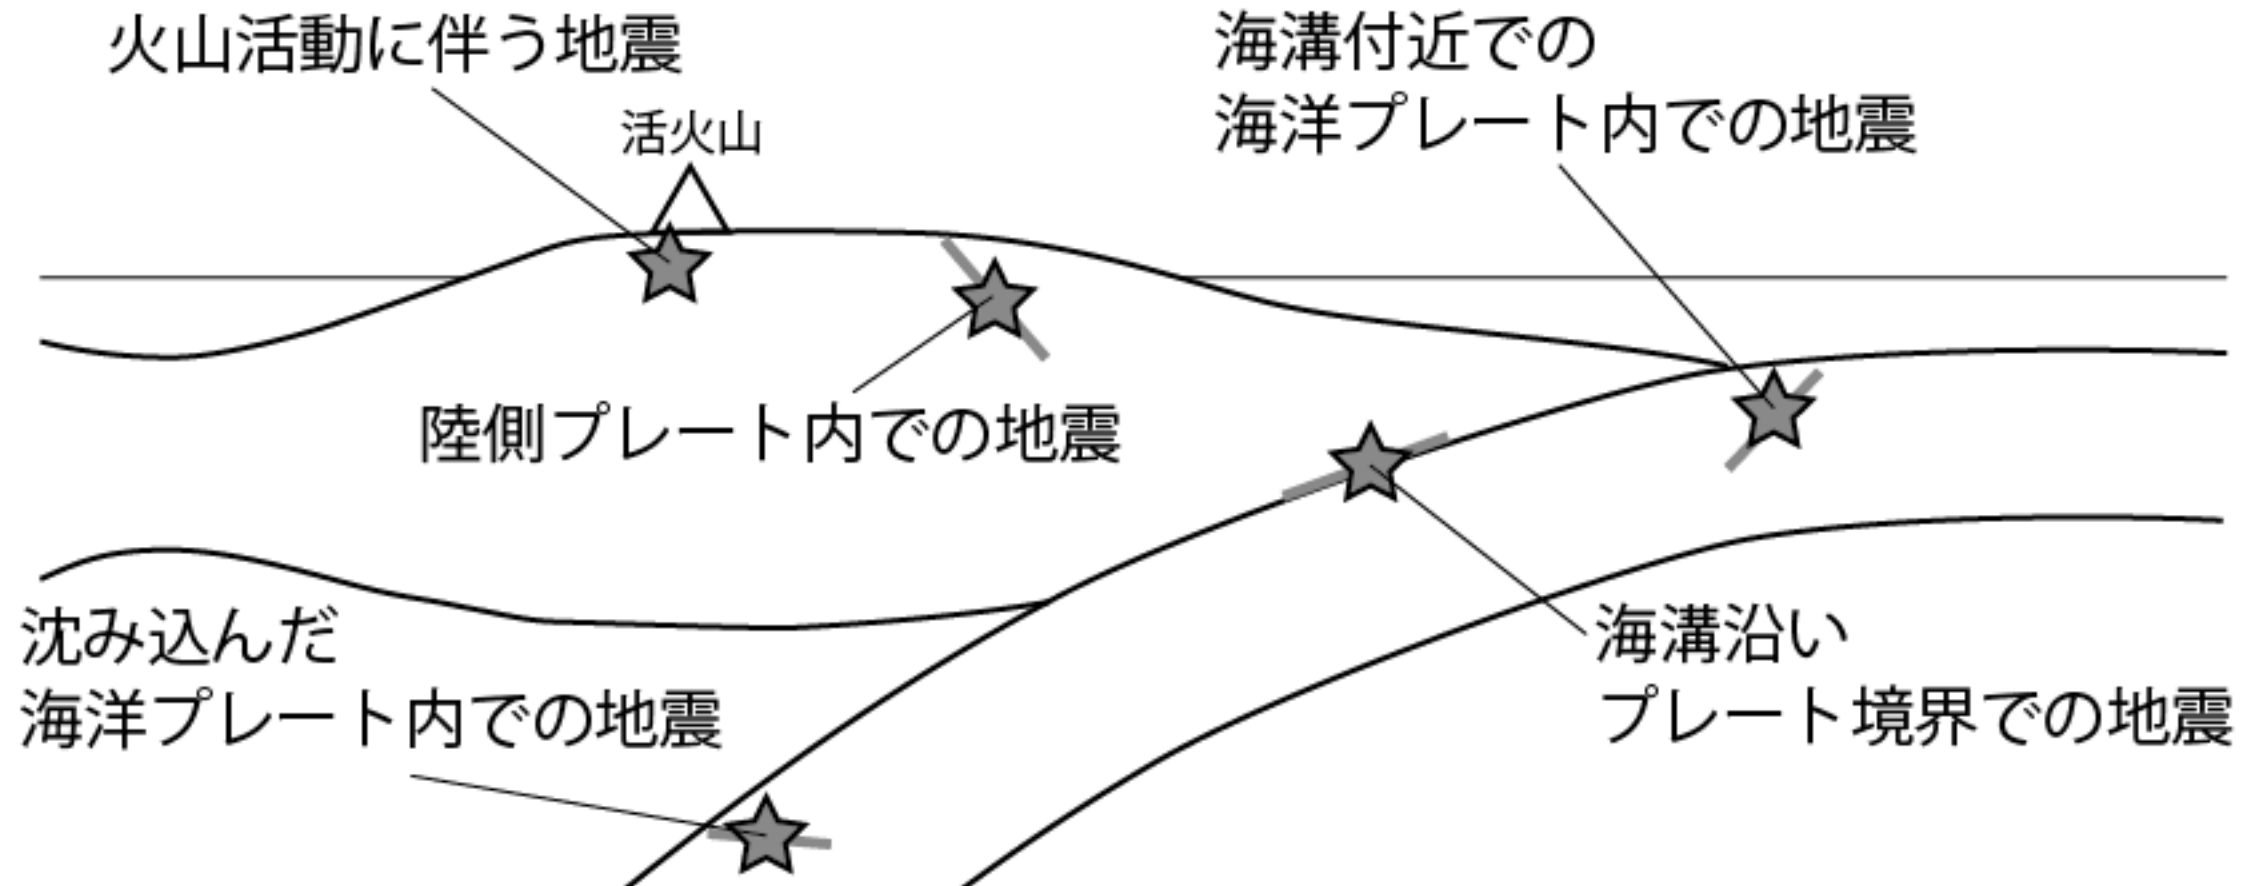 火山活動に伴う地震
海溝付近での
海洋プレート内での地震
活火山
陸側プレート内での地震
沈み込んだ
海洋プレート内での地震
海溝沿い
プレート境界での地震